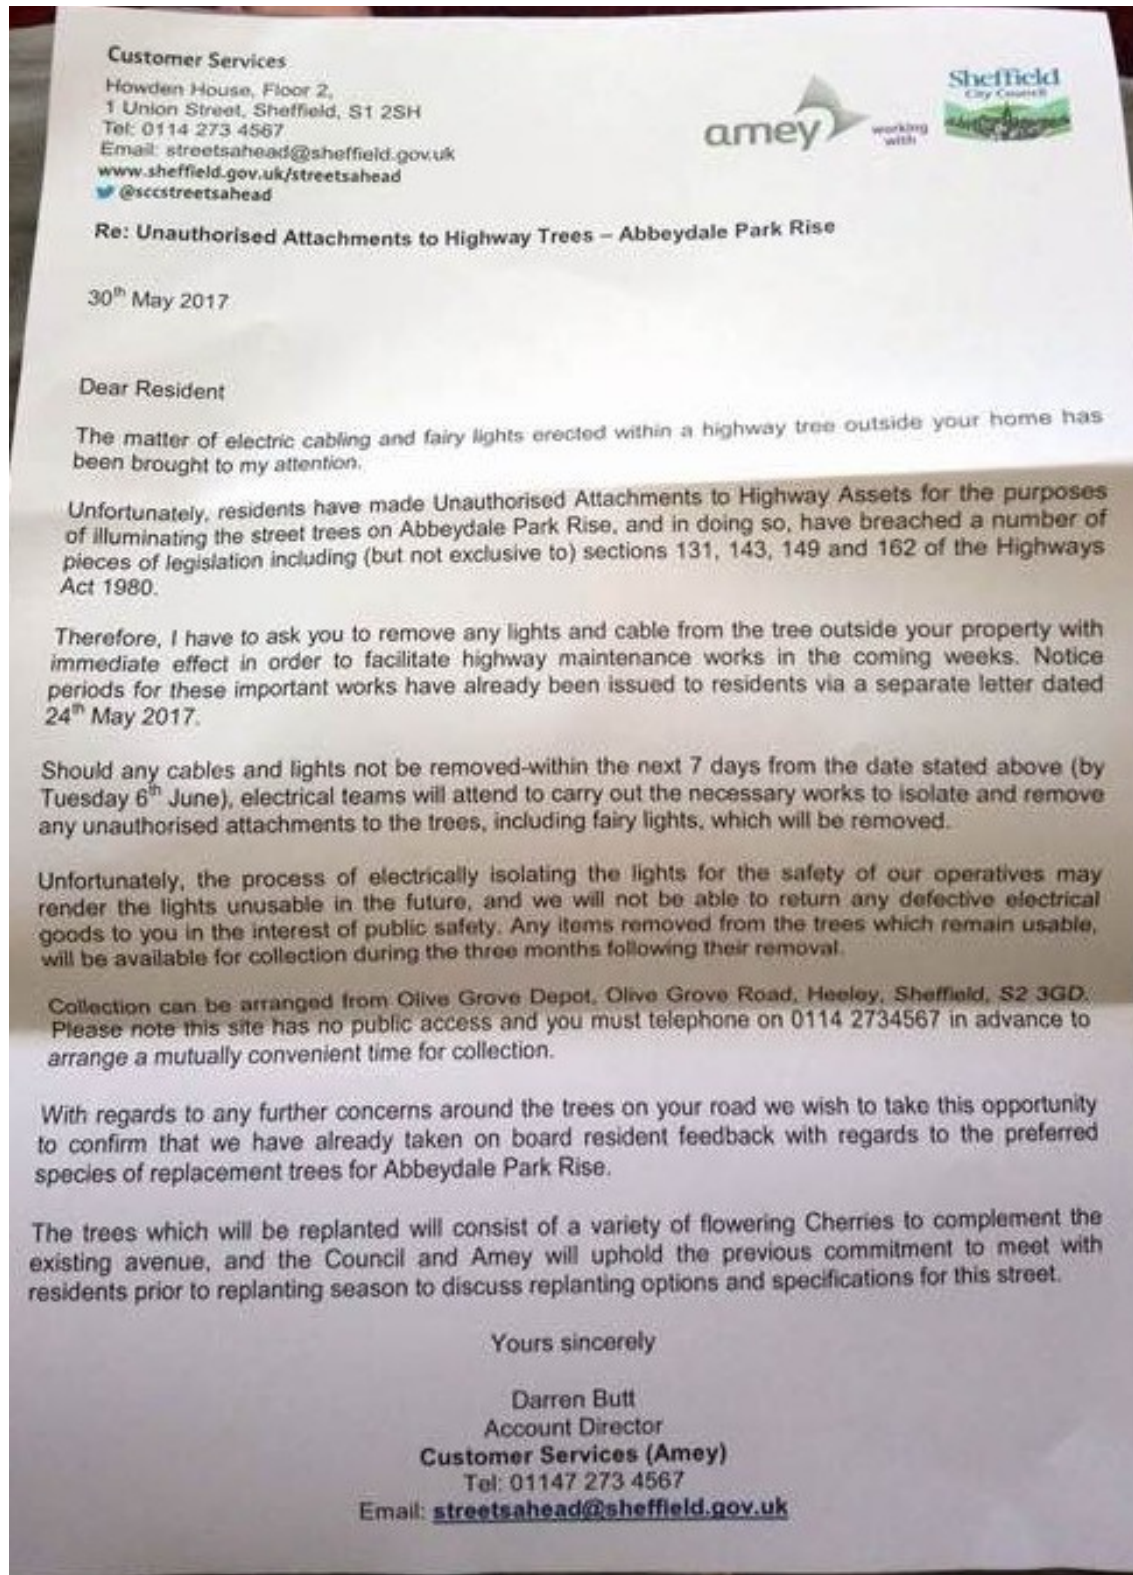 Customer Services
Howden House, Floor 2,
1 Union Street, Sheffield, S1 2SH
Tel: 0114 273 4567
Email: streetsahead@sheffield.gov.uk
www.sheffield.gov.uk/streetsahead
@sccstreetsahead
amey
working
with
Sheffield
City Council
Re: Unauthorised Attachments to Highway Trees – Abbeydale Park Rise
30th May 2017
Dear Resident
The matter of electric cabling and fairy lights erected within a highway tree outside your home has
been brought to my attention.
Unfortunately, residents have made Unauthorised Attachments to Highway Assets for the purposes
of illuminating the street trees on Abbeydale Park Rise, and in doing so, have breached a number of
pieces of legislation including (but not exclusive to) sections 131, 143, 149 and 162 of the Highways
Act 1980.
Therefore, I have to ask you to remove any lights and cable from the tree outside your property with
immediate effect in order to facilitate highway maintenance works in the coming weeks. Notice
periods for these important works have already been issued to residents via a separate letter dated
24th May 2017.
Should any cables and lights not be removed-within the next 7 days from the date stated above (by
Tuesday 6th June), electrical teams will attend to carry out the necessary works to isolate and remove
any unauthorised attachments to the trees, including fairy lights, which will be removed.
Unfortunately, the process of electrically isolating the lights for the safety of our operatives may
render the lights unusable in the future, and we will not be able to return any defective electrical
goods to you in the interest of public safety. Any items removed from the trees which remain usable,
will be available for collection during the three months following their removal.
Collection can be arranged from Olive Grove Depot, Olive Grove Road, Heeley, Sheffield, S2 3GD.
Please note this site has no public access and you must telephone on 0114 2734567 in advance to
arrange a mutually convenient time for collection.
With regards to any further concerns around the trees on your road we wish to take this opportunity
to confirm that we have already taken on board resident feedback with regards to the preferred
species of replacement trees for Abbeydale Park Rise.
The trees which will be replanted will consist of a variety of flowering Cherries to complement the
existing avenue, and the Council and Amey will uphold the previous commitment to meet with
residents prior to replanting season to discuss replanting options and specifications for this street.
Yours sincerely
Darren Butt
Account Director
Customer Services (Amey)
Tel: 01147 273 4567
Email: streetsahead@sheffield.gov.uk